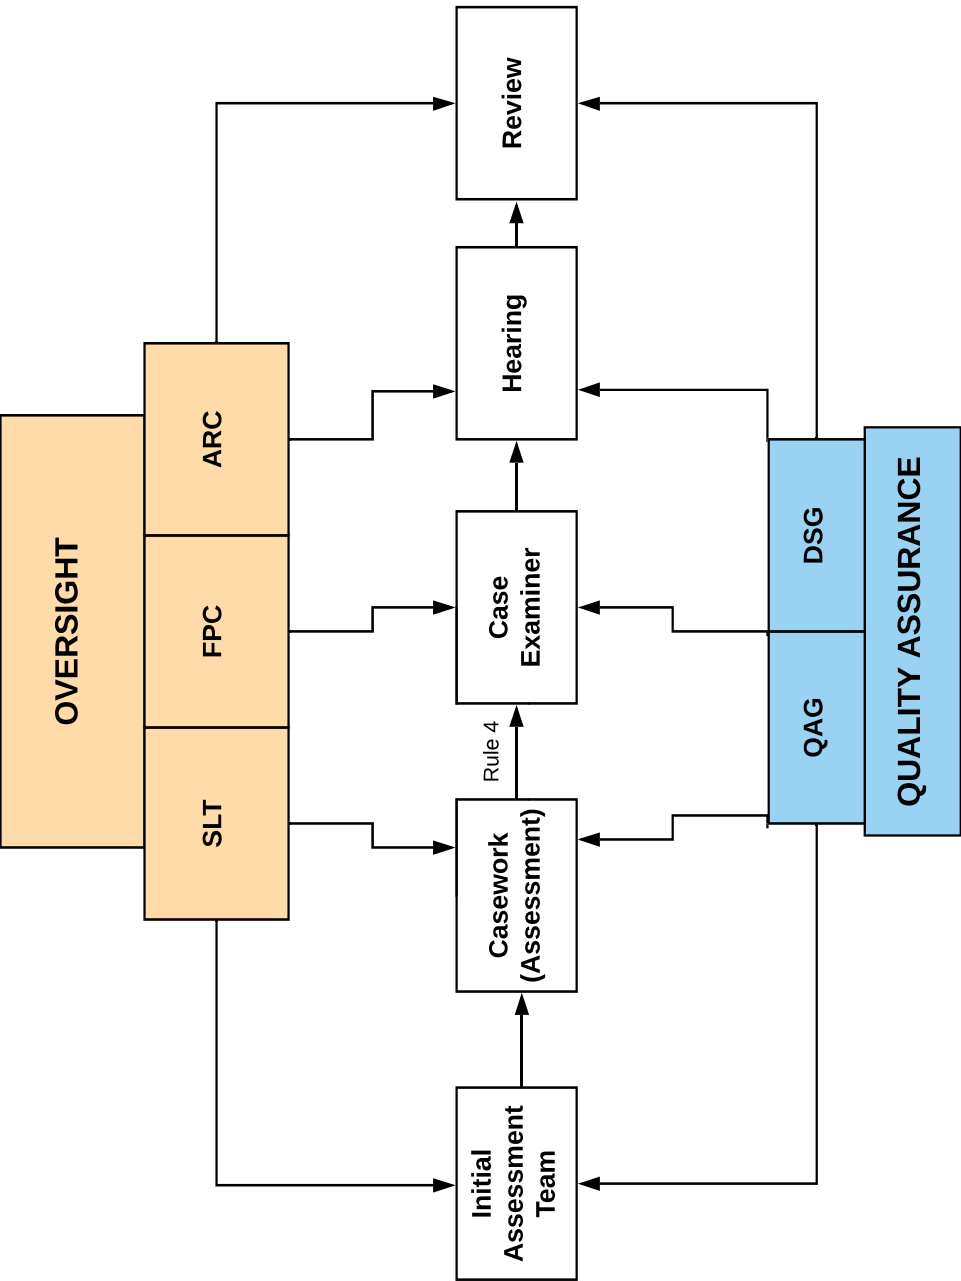 OVERSIGHT
SLT
FPC
ARC
Initial
Assessment
Team
Casework
(Assessment)
Rule 4
Case
Examiner
Hearing
Review
QAG
DSG
QUALITY ASSURANCE